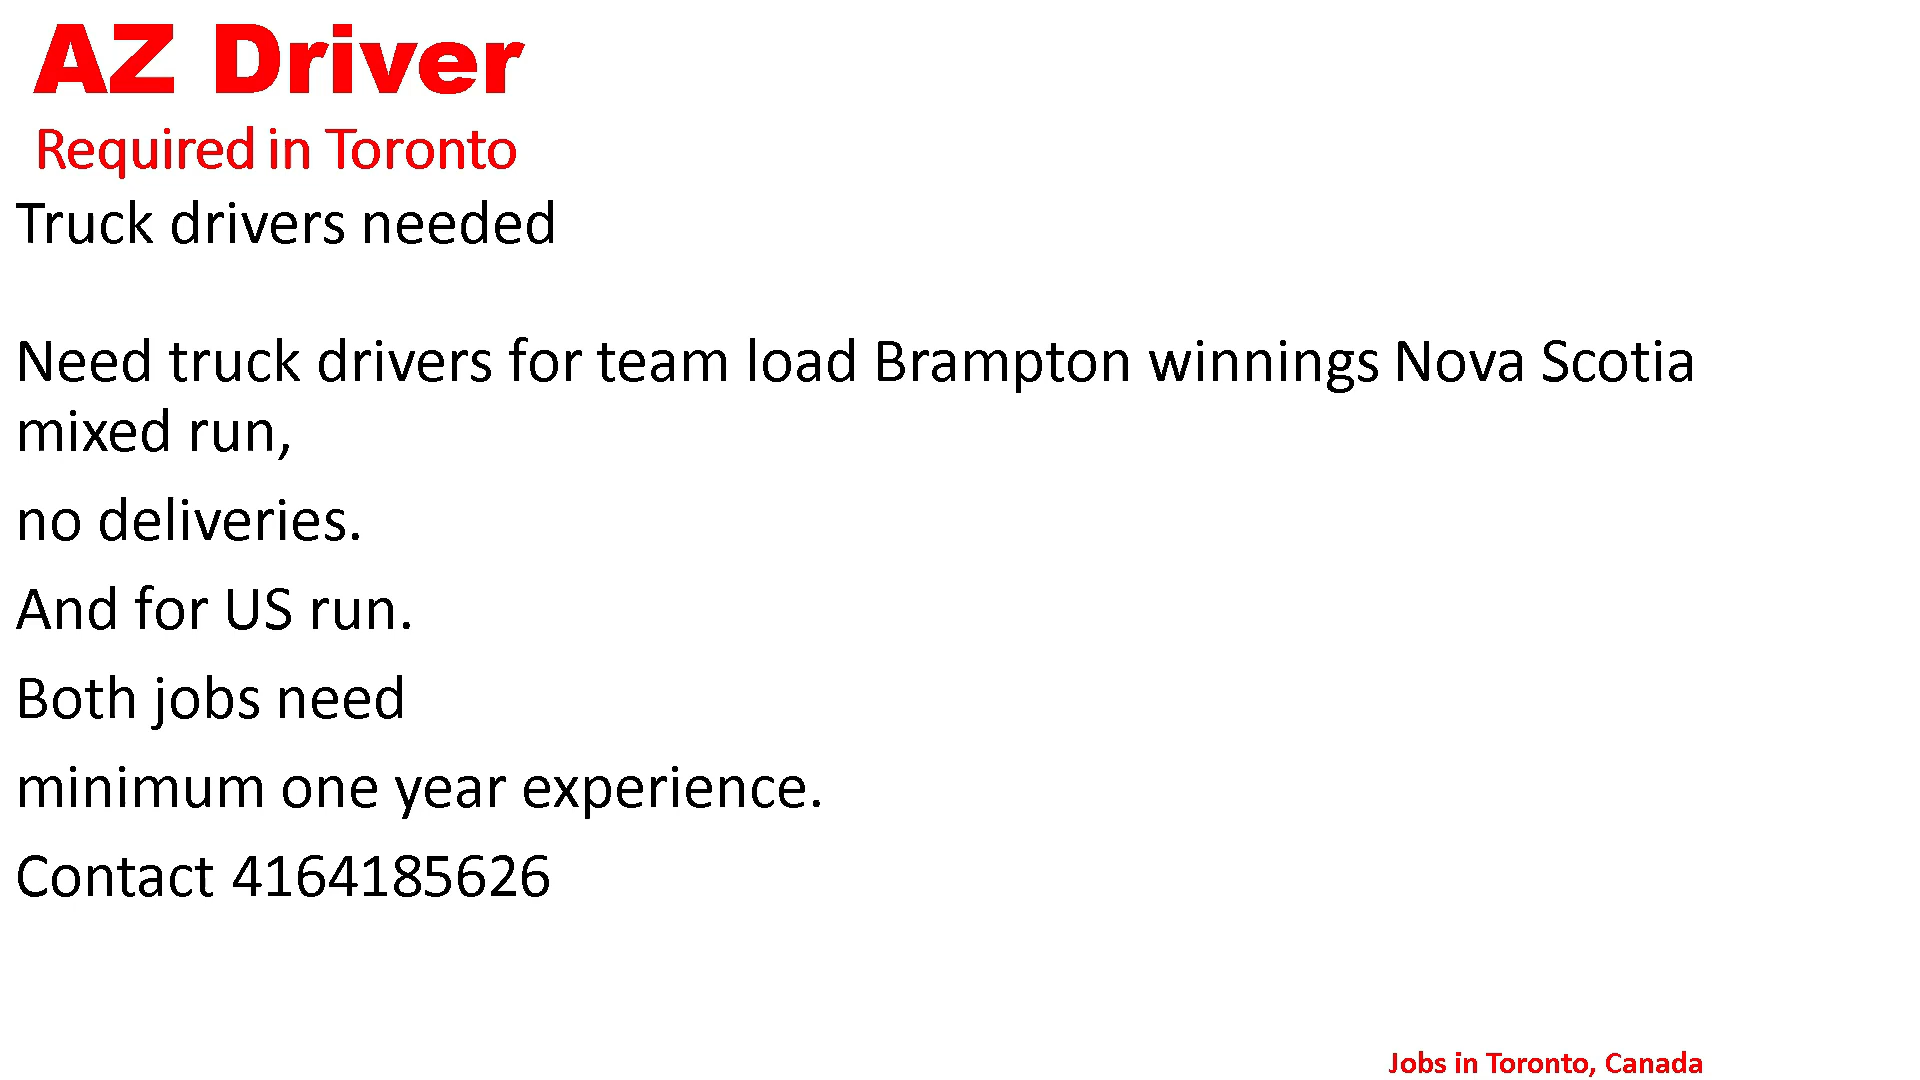 AZ Driver
Required in Toronto
Truck drivers needed
Need truck drivers for team load Brampton winnings Nova Scotia
mixed run,
no deliveries.
And for US run.
Both jobs need
minimum one year experience.
Contact 4164185626
Jobs in Toronto, Canada